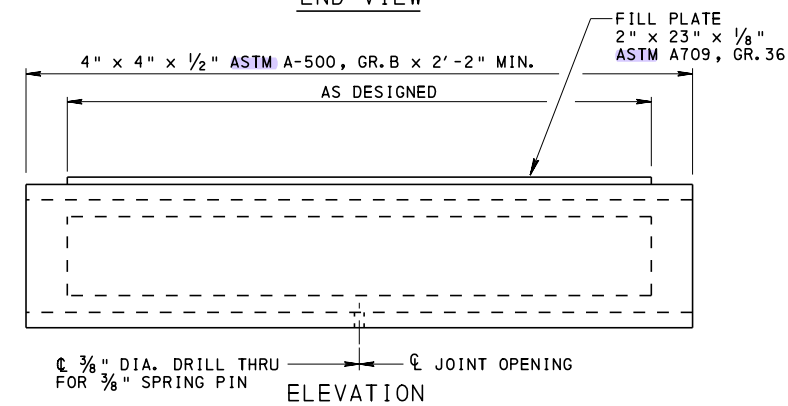 END VIEW
FILL PLATE
2" x 23" x ⅛"
ASTM A709, GR.36
4" x 4" x ½" ASTM A-500, GR.B x 2'-2" MIN.
AS DESIGNED
℄ ⅜" DIA. DRILL THRU
FOR ⅜" SPRING PIN
℄ JOINT OPENING
ELEVATION